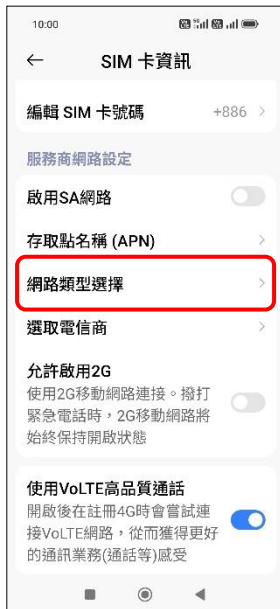 10:00
5G
SIM 卡資訊
編輯 SIM 卡號碼 +886
服務商網路設定
啟用SA網路
存取點名稱 (APN)
網路類型選擇
選取電信商
允許啟用2G
使用2G移動網路連接。撥打
緊急電話時，2G移動網路將
始終保持開啟狀態
使用VoLTE高品質通話
開啟後在註冊4G時會嘗試連
接VoLTE網路，從而獲得更好
的通訊業務(通話等)感受